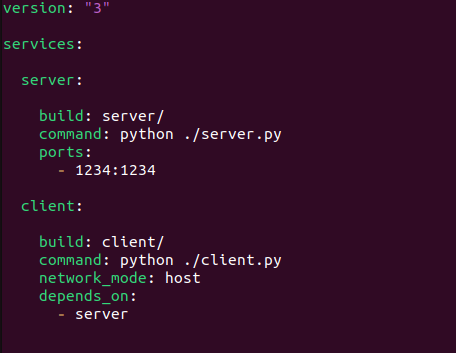 version: "3"

services:

  server:

    build: server/
    command: python ./server.py
    ports:
      - 1234:1234

  client:

    build: client/
    command: python ./client.py
    network_mode: host
    depends_on:
      - server